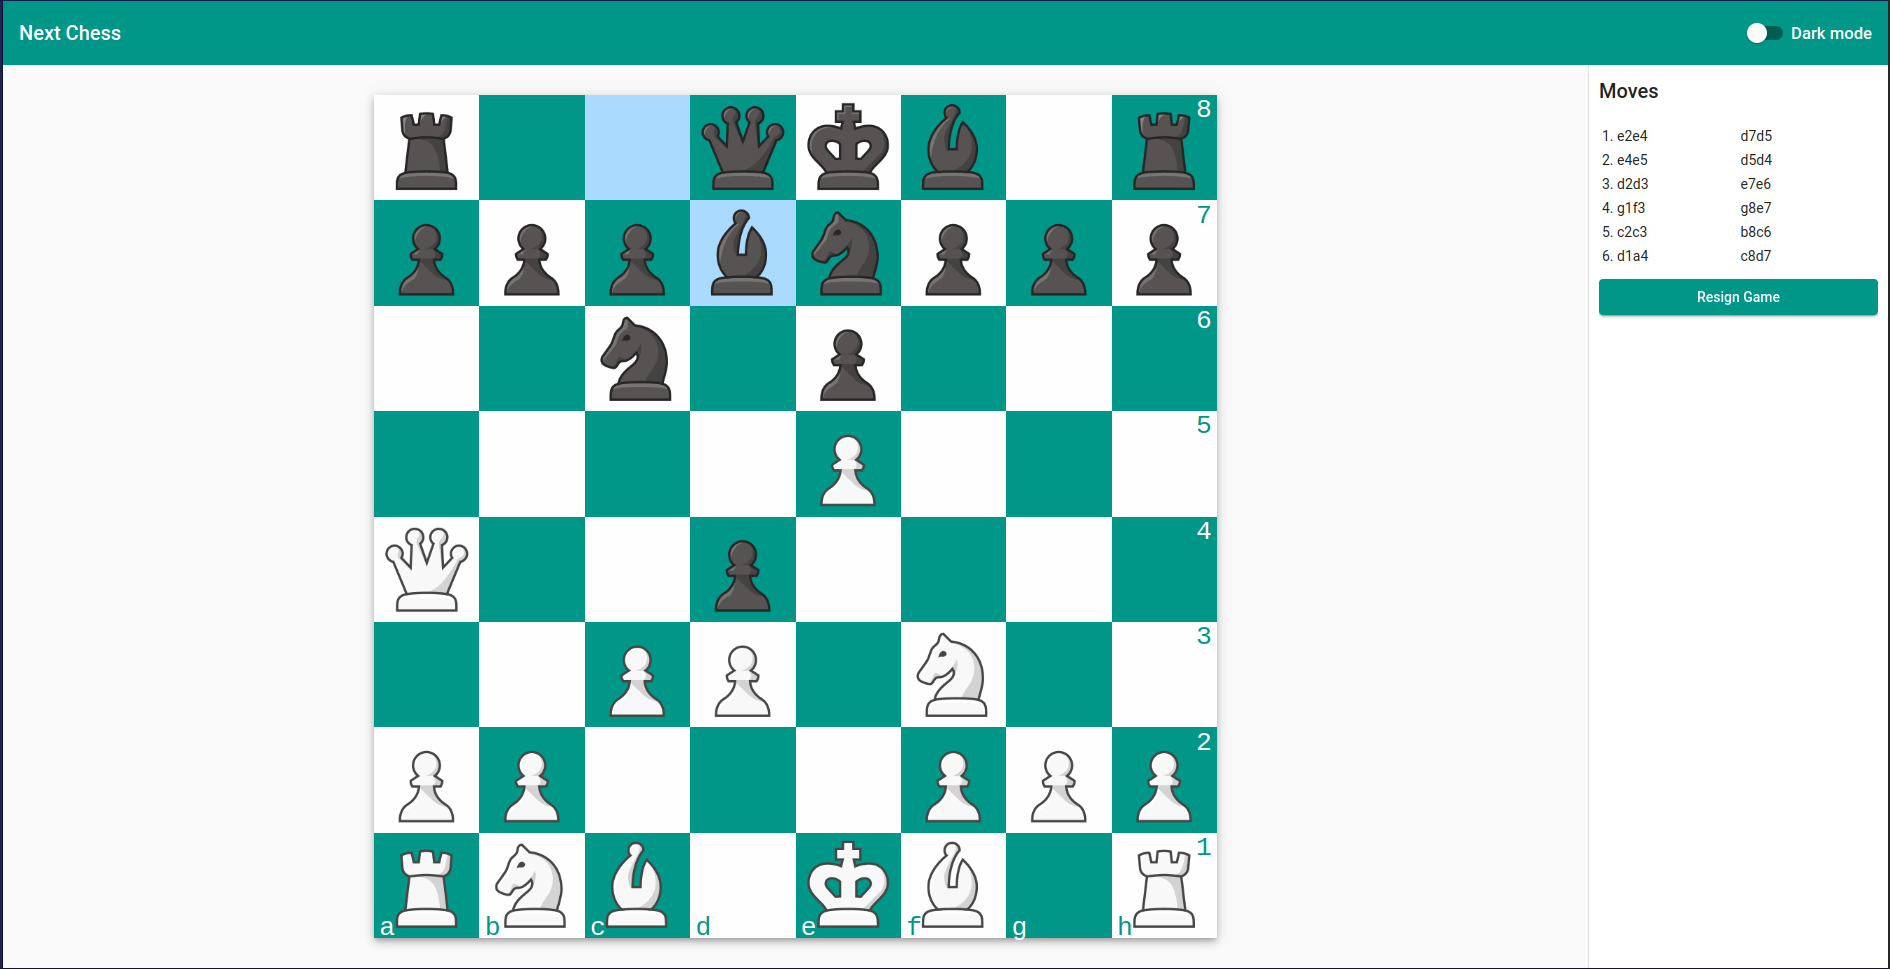 Next Chess
Dark mode
8
7
6
5
4
3
2
1
a b c d e f g h
Moves
1. e2e4 d7d5
2. e4e5 d5d4
3. d2d3 e7e6
4. g1f3 g8e7
5. c2c3 b8c6
6. d1a4 c8d7
Resign Game